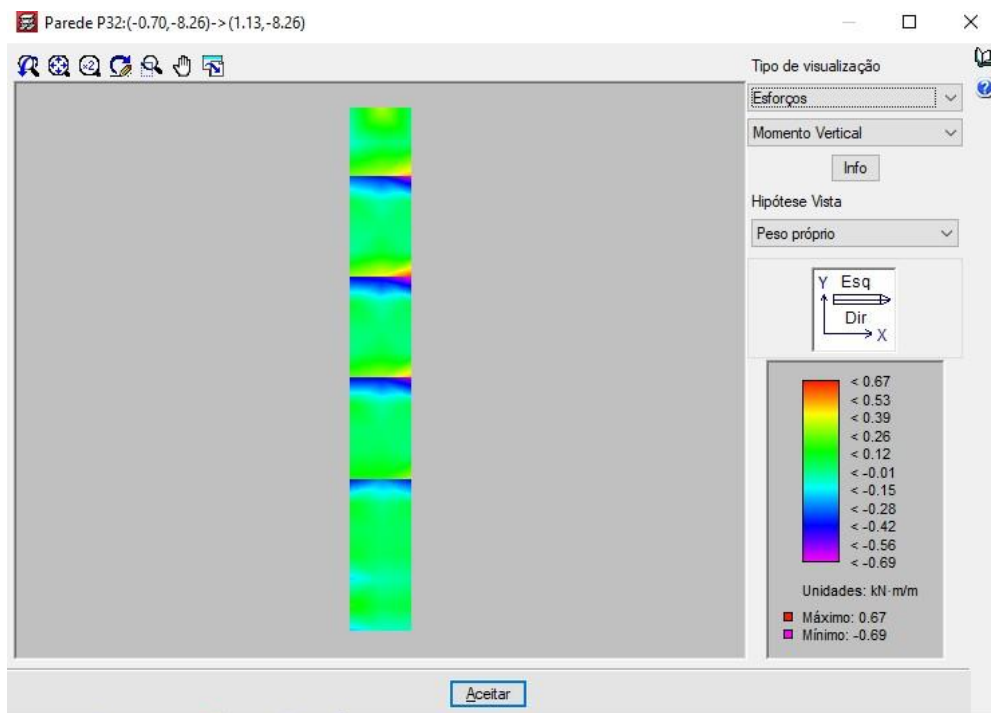 Parede P32:(-0.70,-8.26)->(1.13,-8.26)
x2
Tipo de visualização
Esforços
Momento Vertical
Info
Hipótese Vista
Peso próprio
Y Esq
Dir
X
< 0.67
< 0.53
< 0.39
< 0.26
< 0.12
< -0.01
< -0.15
< -0.28
< -0.42
< -0.56
< -0.69
Unidades: kN·m/m
Máximo: 0.67
Mínimo: -0.69
Aceitar